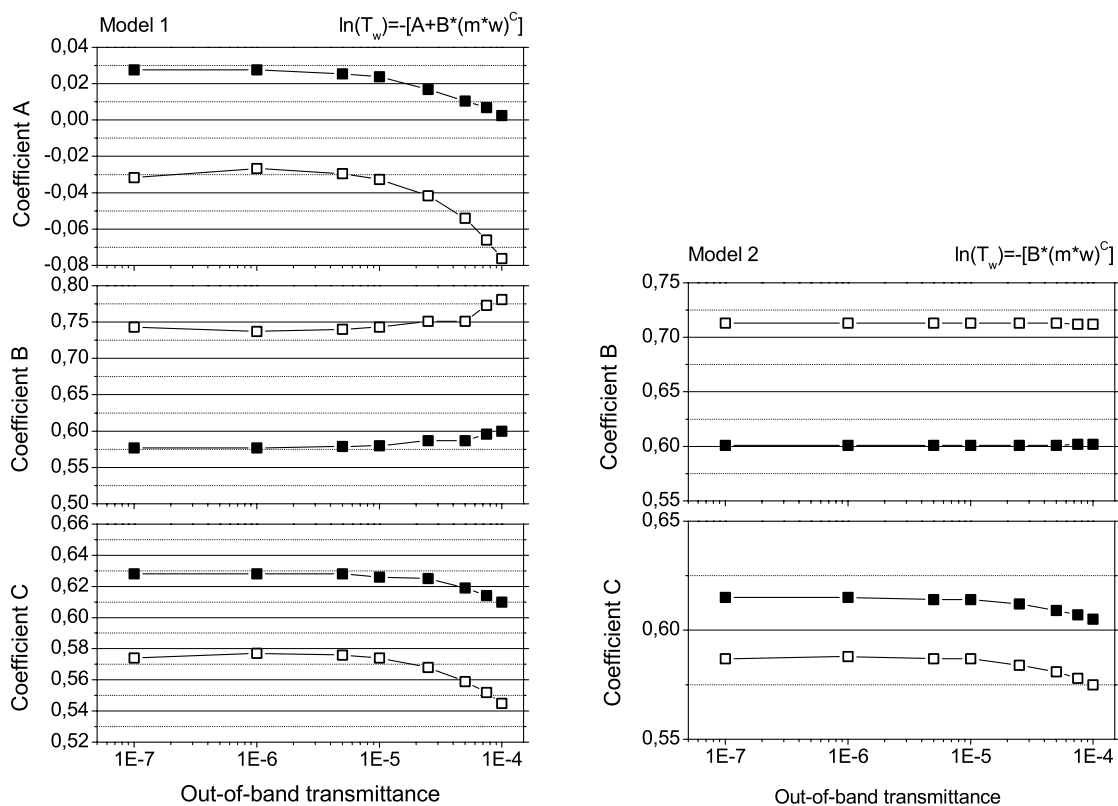 Model 1 ln(T_w)=-[A+B*(m*w)^C]
0,04
0,02
0,00
-0,02
-0,04
-0,06
-0,08
Coefficient A
0,80
0,75
0,70
0,65
0,60
0,55
0,50
Coefficient B
0,66
0,64
0,62
0,60
0,58
0,56
0,54
0,52
Coefficient C
1E-7 1E-6 1E-5 1E-4
Out-of-band transmittance
Model 2 ln(T_w)=-[B*(m*w)^C]
0,75
0,70
0,65
0,60
0,55
Coefficient B
0,65
0,60
0,55
Coefficient C
1E-7 1E-6 1E-5 1E-4
Out-of-band transmittance